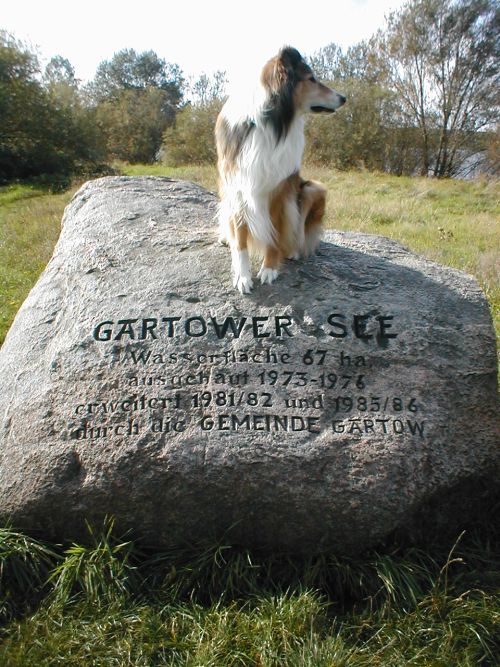 GARTOWER SEE
Wasserfläche 67 ha
ausgebaut 1973-1976
erweitert 1981/82 und 1985/86
durch die GEMEINDE GARTOW